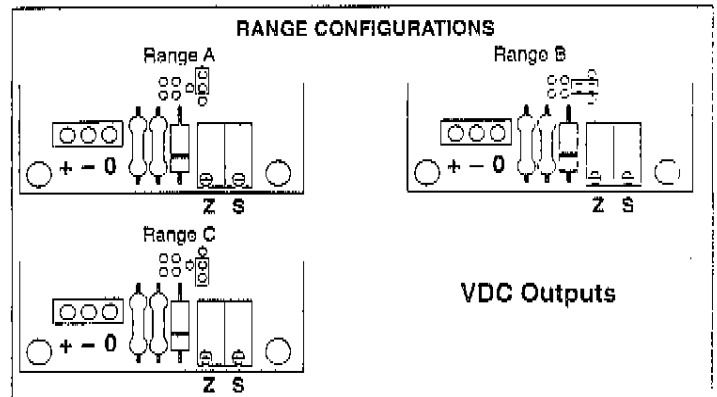 RANGE CONFIGURATIONS
Range A
+ − 0
Z S
Range B
+ − 0
Z S
Range C
+ − 0
Z S
VDC Outputs